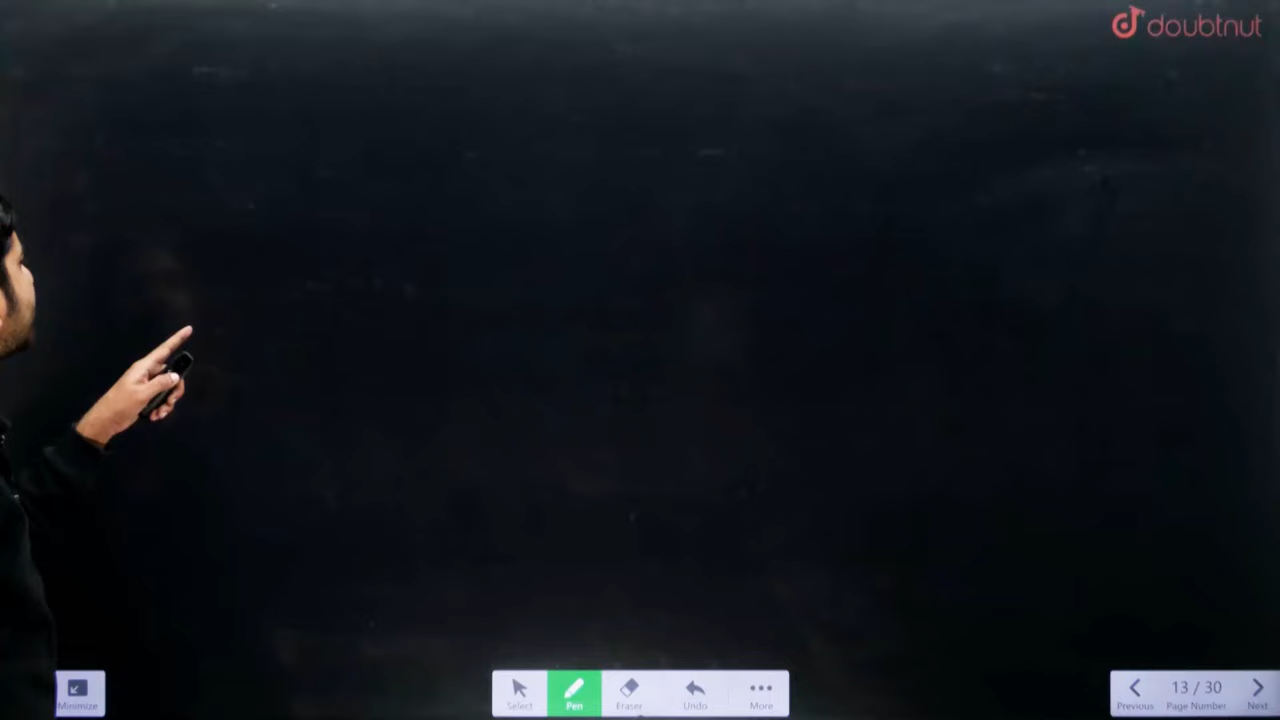 doubtnut
Minimize
Select
Pen
Eraser
Undo
More
13 / 30
Previous
Page Number
Next